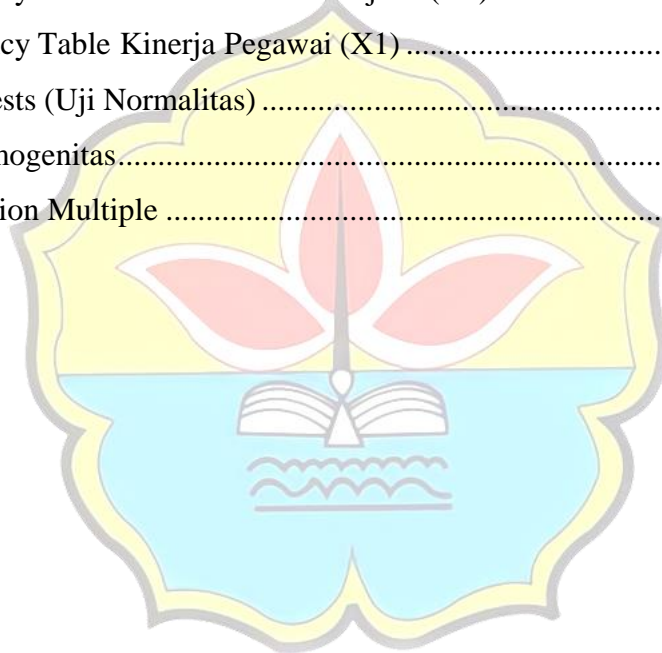 cy Table Kinerja Pegawai (X1) ..................................
ests (Uji Normalitas) .....................................................
nogenitas........................................................................
ion Multiple ..................................................................